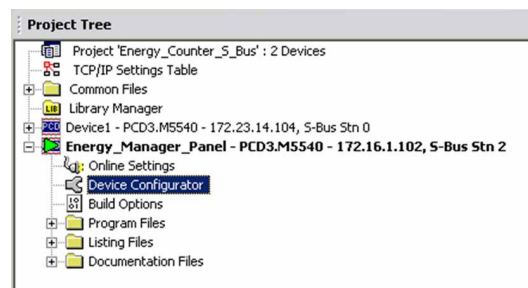 Project Tree
Project 'Energy_Counter_S_Bus' : 2 Devices
TCP/IP Settings Table
Common Files
LIB Library Manager
PCD Device1 - PCD3.M5540 - 172.23.14.104, S-Bus Stn 0
Energy_Manager_Panel - PCD3.M5540 - 172.16.1.102, S-Bus Stn 2
Online Settings
Device Configurator
Build Options
Program Files
Listing Files
Documentation Files